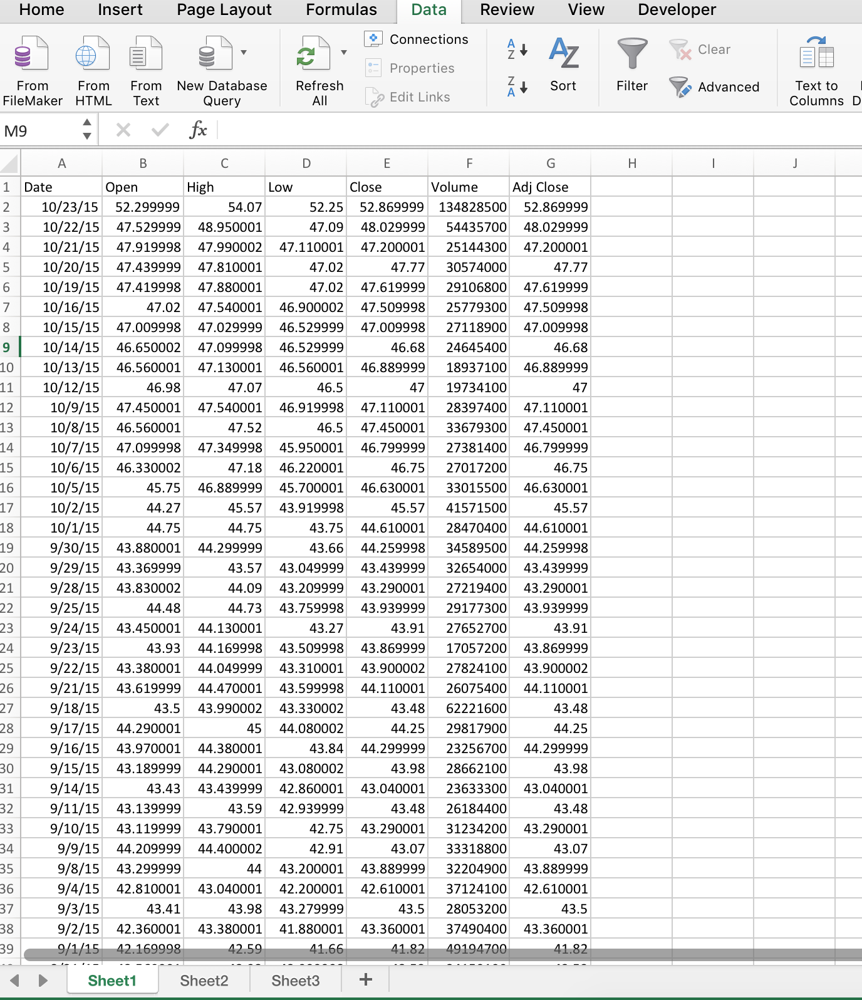 Home Insert Page Layout Formulas Data Review View Developer
Connections
Properties
Edit Links
Clear
Advanced
From FileMaker
From HTML
From Text
New Database Query
Refresh All
Sort
Filter
Text to Columns
M9 fx
A B C D E F G H I J
1 Date Open High Low Close Volume Adj Close
2 10/23/15 52.299999 54.07 52.25 52.869999 134828500 52.869999
3 10/22/15 47.529999 48.950001 47.09 48.029999 54435700 48.029999
4 10/21/15 47.919998 47.990002 47.110001 47.200001 25144300 47.200001
5 10/20/15 47.439999 47.810001 47.02 47.77 30574000 47.77
6 10/19/15 47.419998 47.880001 47.02 47.619999 29106800 47.619999
7 10/16/15 47.02 47.540001 46.900002 47.509998 25779300 47.509998
8 10/15/15 47.009998 47.029999 46.529999 47.009998 27118900 47.009998
9 10/14/15 46.650002 47.099998 46.529999 46.68 24645400 46.68
10 10/13/15 46.560001 47.130001 46.560001 46.889999 18937100 46.889999
11 10/12/15 46.98 47.07 46.5 47 19734100 47
12 10/9/15 47.450001 47.540001 46.919998 47.110001 28397400 47.110001
13 10/8/15 46.560001 47.52 46.5 47.450001 33679300 47.450001
14 10/7/15 47.099998 47.349998 45.950001 46.799999 27381400 46.799999
15 10/6/15 46.330002 47.18 46.220001 46.75 27017200 46.75
16 10/5/15 45.75 46.889999 45.700001 46.630001 33015500 46.630001
17 10/2/15 44.27 45.57 43.919998 45.57 41571500 45.57
18 10/1/15 44.75 44.75 43.75 44.610001 28470400 44.610001
19 9/30/15 43.880001 44.299999 43.66 44.259998 34589500 44.259998
20 9/29/15 43.369999 43.57 43.049999 43.439999 32654000 43.439999
21 9/28/15 43.830002 44.09 43.209999 43.290001 27219400 43.290001
22 9/25/15 44.48 44.73 43.759998 43.939999 29177300 43.939999
23 9/24/15 43.450001 44.130001 43.27 43.91 27652700 43.91
24 9/23/15 43.93 44.169998 43.509998 43.869999 17057200 43.869999
25 9/22/15 43.380001 44.049999 43.310001 43.900002 27824100 43.900002
26 9/21/15 43.619999 44.470001 43.599998 44.110001 26075400 44.110001
27 9/18/15 43.5 43.990002 43.330002 43.48 62221600 43.48
28 9/17/15 44.290001 45 44.080002 44.25 29817900 44.25
29 9/16/15 43.970001 44.380001 43.84 44.299999 23256700 44.299999
30 9/15/15 43.189999 44.290001 43.080002 43.98 28662100 43.98
31 9/14/15 43.43 43.439999 42.860001 43.040001 23633300 43.040001
32 9/11/15 43.139999 43.59 42.939999 43.48 26184400 43.48
33 9/10/15 43.119999 43.790001 42.75 43.290001 31234200 43.290001
34 9/9/15 44.209999 44.400002 42.91 43.07 33318800 43.07
35 9/8/15 43.299999 44 43.200001 43.889999 32204900 43.889999
36 9/4/15 42.810001 43.040001 42.200001 42.610001 37124100 42.610001
37 9/3/15 43.41 43.98 43.279999 43.5 28053200 43.5
38 9/2/15 42.360001 43.380001 41.880001 43.360001 37490400 43.360001
39 9/1/15 42.169998 42.59 41.66 41.82 49194700 41.82
Sheet1 Sheet2 Sheet3 +